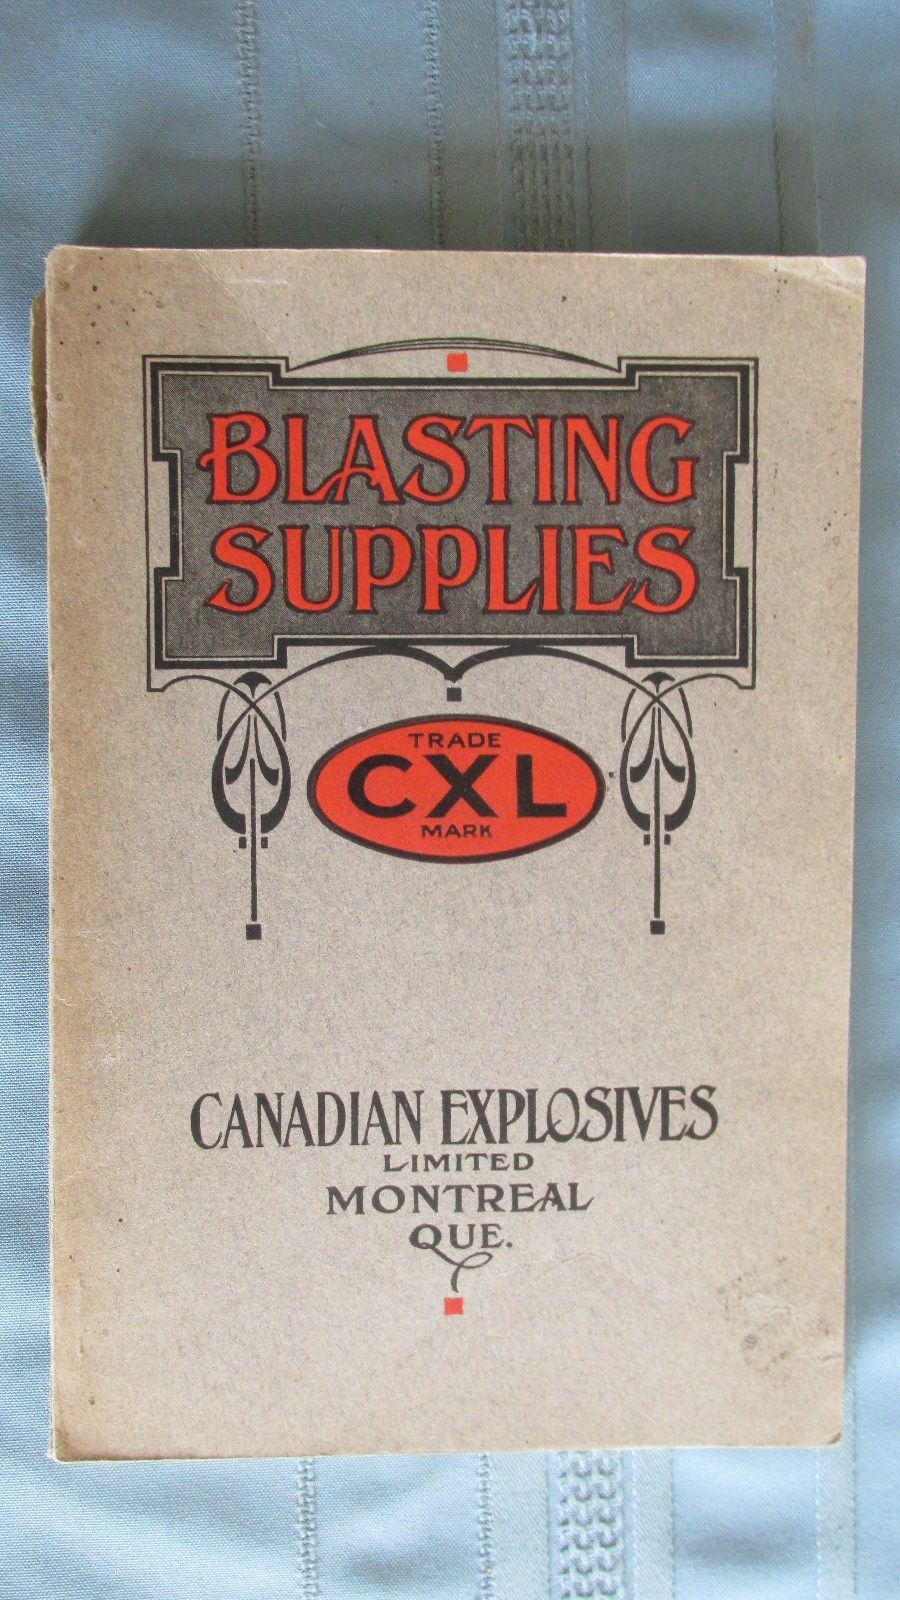 BLASTING
SUPPLIES
TRADE
CXL
MARK
CANADIAN EXPLOSIVES
LIMITED
MONTREAL
QUE.